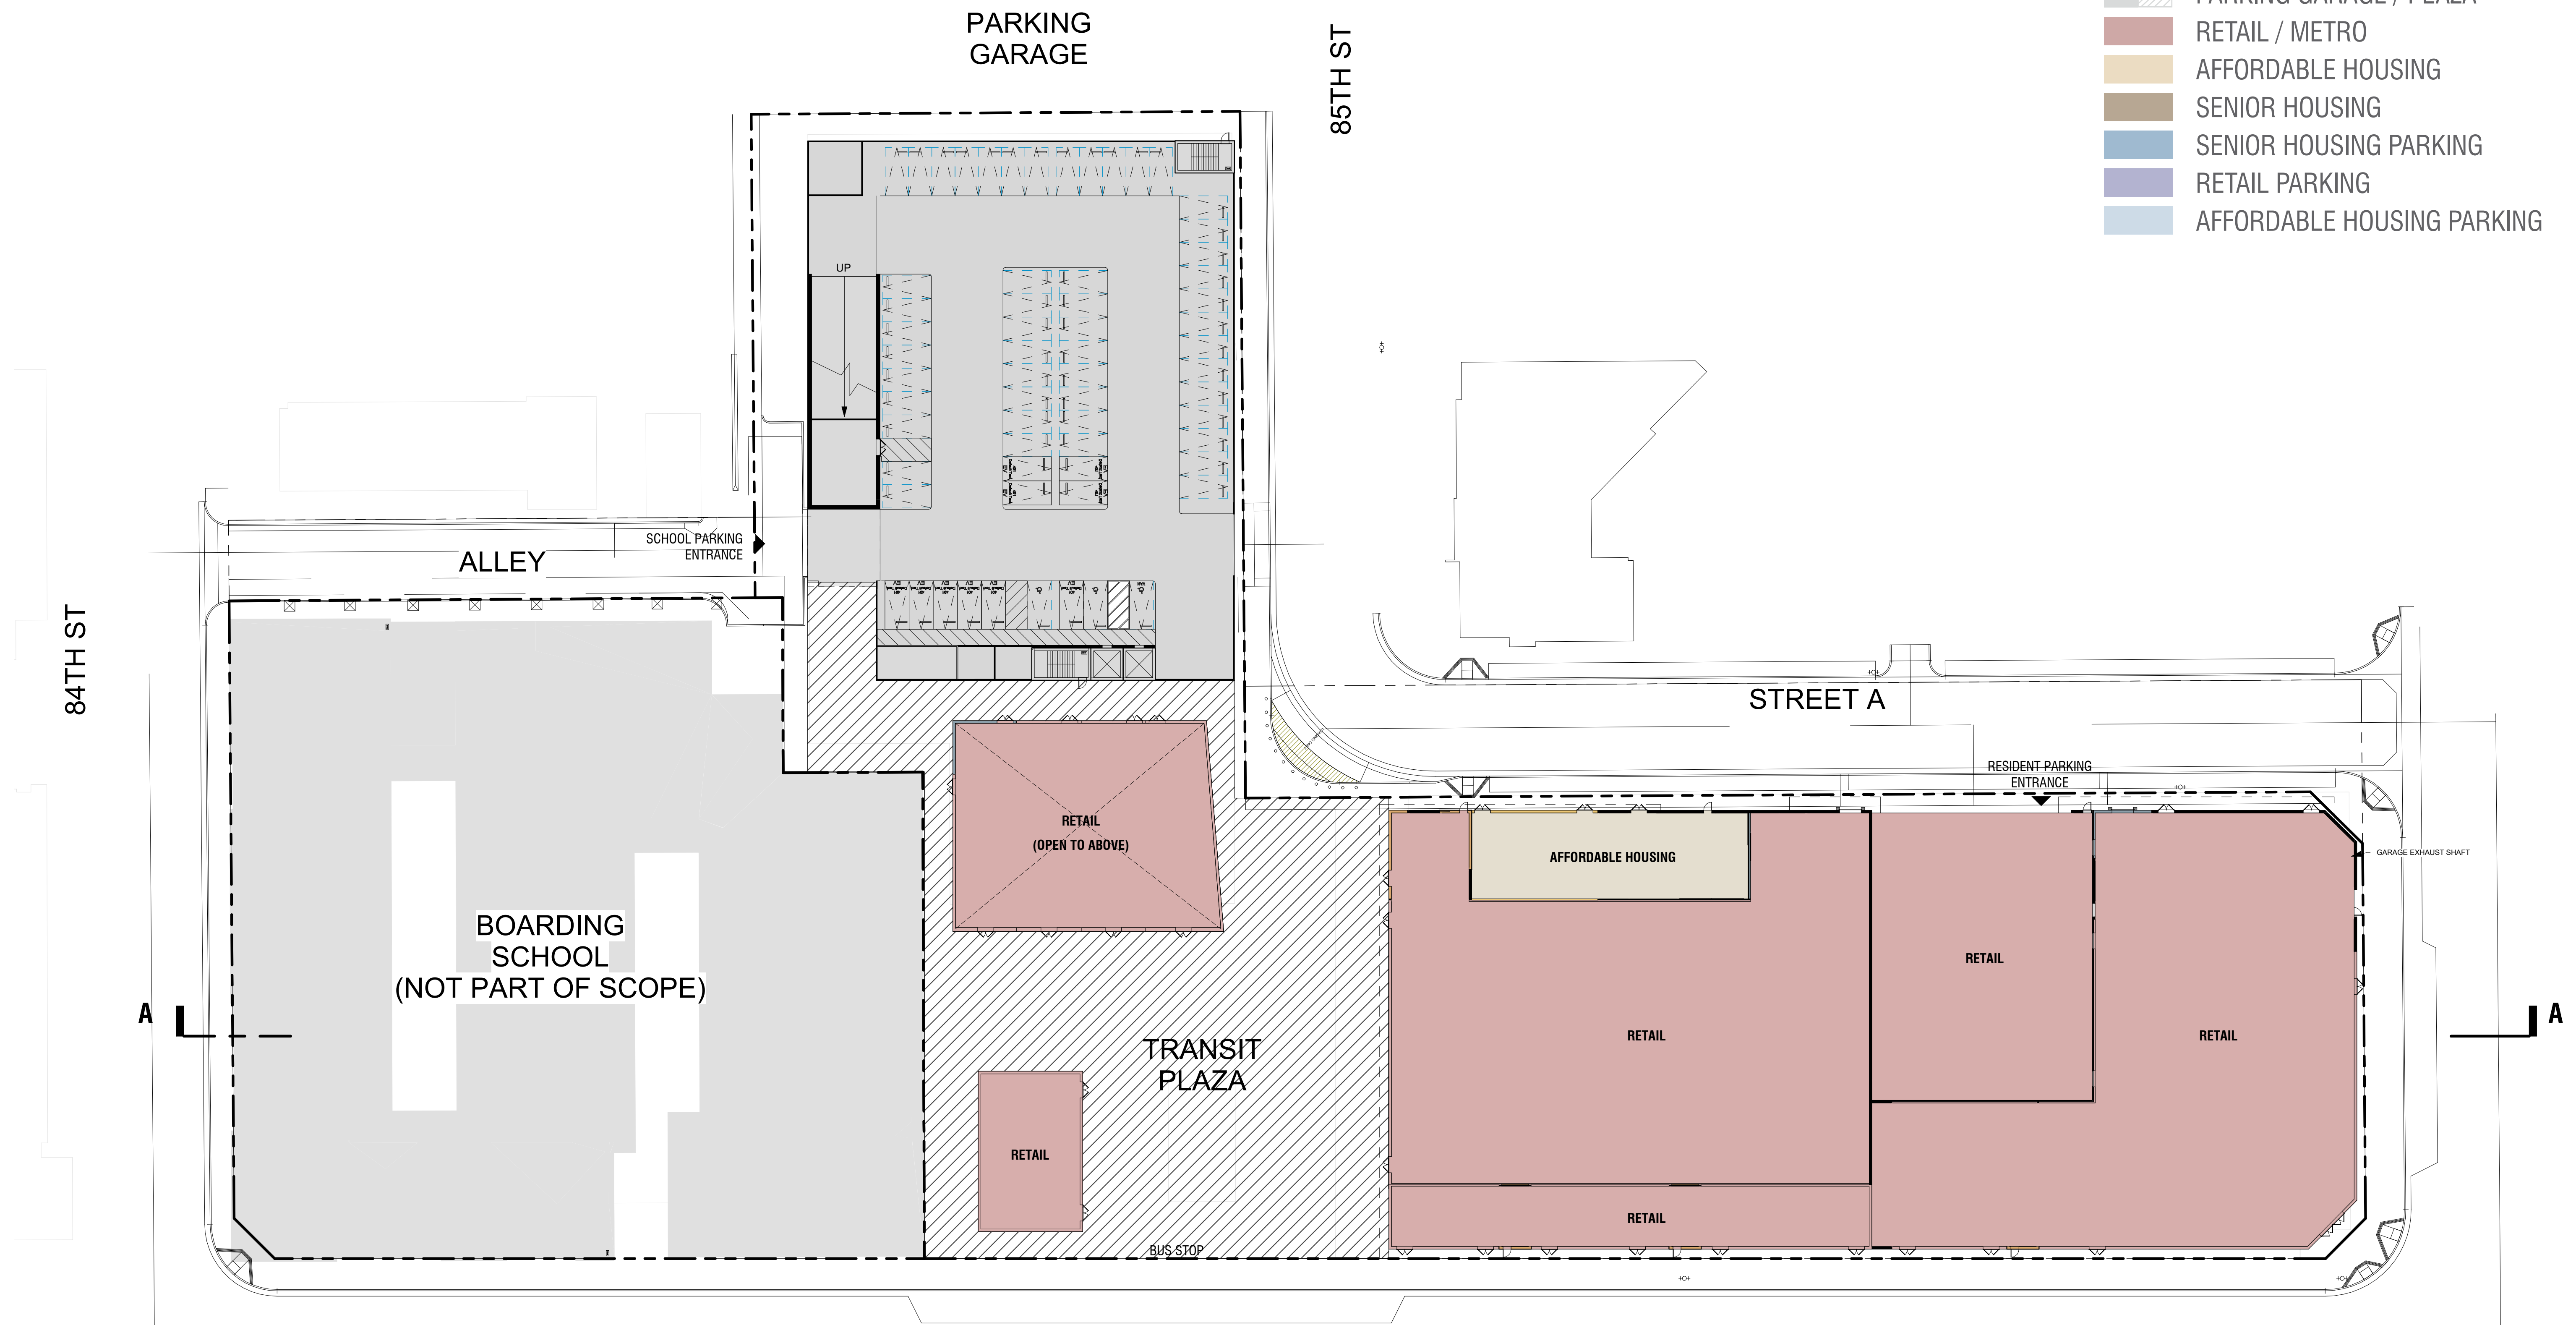 PARKING GARAGE / PLAZA
RETAIL / METRO
AFFORDABLE HOUSING
SENIOR HOUSING
SENIOR HOUSING PARKING
RETAIL PARKING
AFFORDABLE HOUSING PARKING
PARKING
GARAGE
85TH ST
UP
SCHOOL PARKING
ENTRANCE
ALLEY
84TH ST
STREET A
RESIDENT PARKING
ENTRANCE
RETAIL
(OPEN TO ABOVE)
AFFORDABLE HOUSING
GARAGE EXHAUST SHAFT
BOARDING
SCHOOL
(NOT PART OF SCOPE)
RETAIL
A
RETAIL
RETAIL
A
TRANSIT
PLAZA
RETAIL
RETAIL
BUS STOP